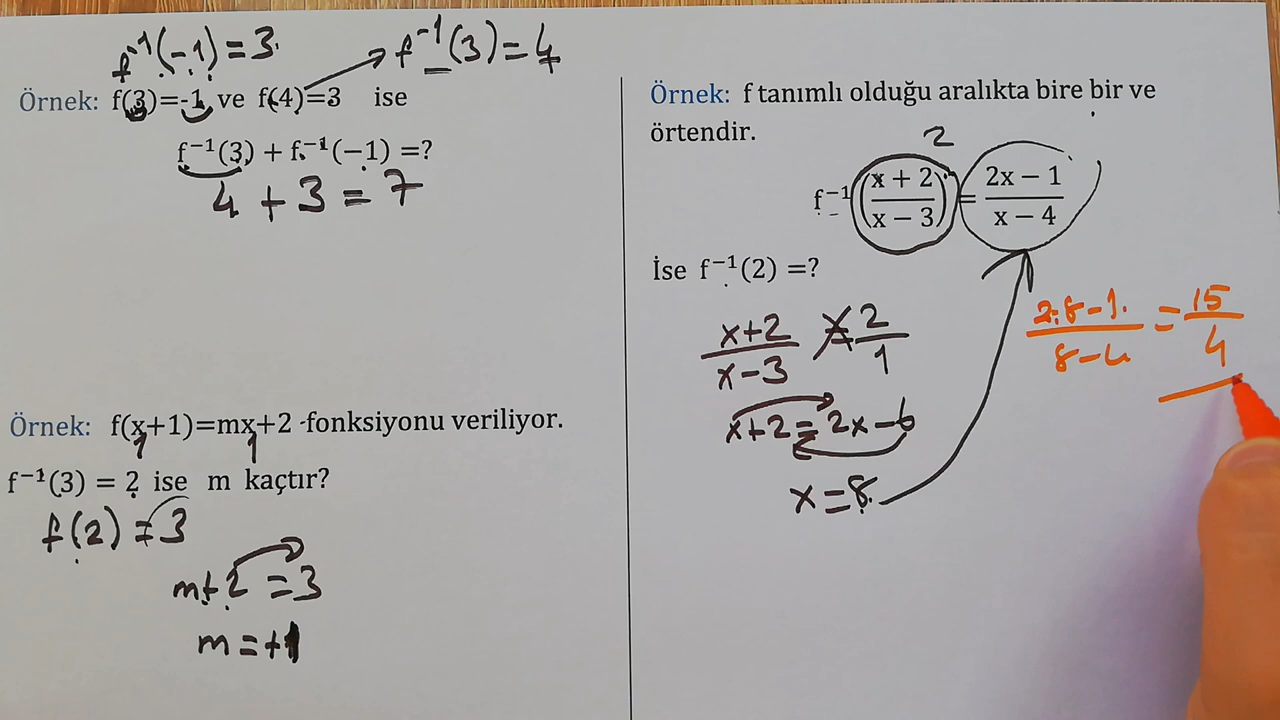 f⁻¹(-1)=3 f⁻¹(3)=4
Örnek: f(3)=-1 ve f(4)=3 ise
f⁻¹(3) + f⁻¹(−1) =?
4 + 3 = 7
Örnek: f(x+1)=mx+2 fonksiyonu veriliyor.
1 1
f⁻¹(3) = 2 ise m kaçtır?
f(2) = 3
m+2 = 3
m = +1
Örnek: f tanımlı olduğu aralıkta bire bir ve
örtendir.
2
f⁻¹((x + 2)/(x − 3)) = (2x − 1)/(x − 4)
İse f⁻¹(2) =?
(x+2)/(x−3) = 2/1
x+2 = 2x−6
x=8
(2.8−1)/(8−4) = 15/4